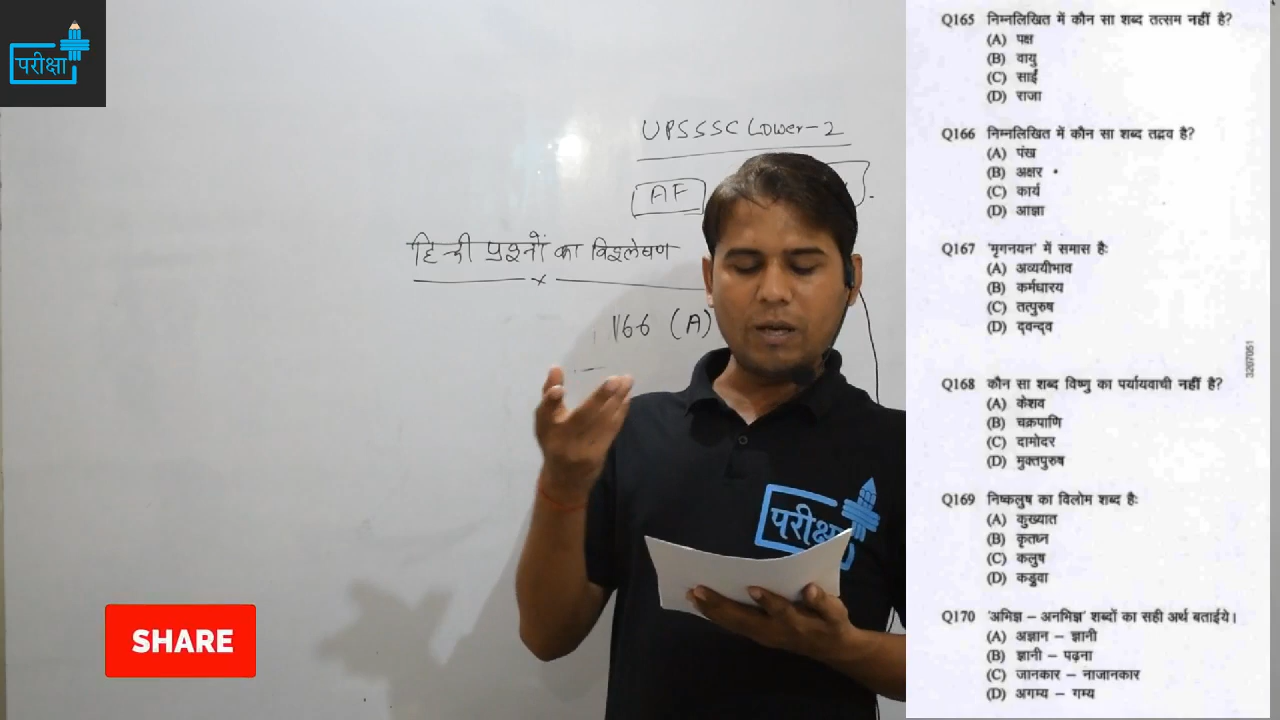 परीक्षा
UPSSSC Lower-2
AF
हिन्दी प्रश्नों का विश्लेषण
x
166 (A)
परीक्षा
SHARE
Q165 निम्नलिखित में कौन सा शब्द तत्सम नहीं है?
(A) पक्ष
(B) वायु
(C) साईं
(D) राजा
Q166 निम्नलिखित में कौन सा शब्द तद्भव है?
(A) पंख
(B) अक्षर
(C) कार्य
(D) आज्ञा
Q167 'मृगनयन' में समास है:
(A) अव्ययीभाव
(B) कर्मधारय
(C) तत्पुरुष
(D) द्वन्द्व
3207051
Q168 कौन सा शब्द विष्णु का पर्यायवाची नहीं है?
(A) केशव
(B) चक्रपाणि
(C) दामोदर
(D) मुक्तपुरुष
Q169 निष्कलुष का विलोम शब्द है:
(A) कुख्यात
(B) कृतघ्न
(C) कलुष
(D) कड़ुवा
Q170 'अभिज्ञ – अनभिज्ञ' शब्दों का सही अर्थ बताईये।
(A) अज्ञान – ज्ञानी
(B) ज्ञानी – पढ़ना
(C) जानकार – नाजानकार
(D) अगम्य – गम्य